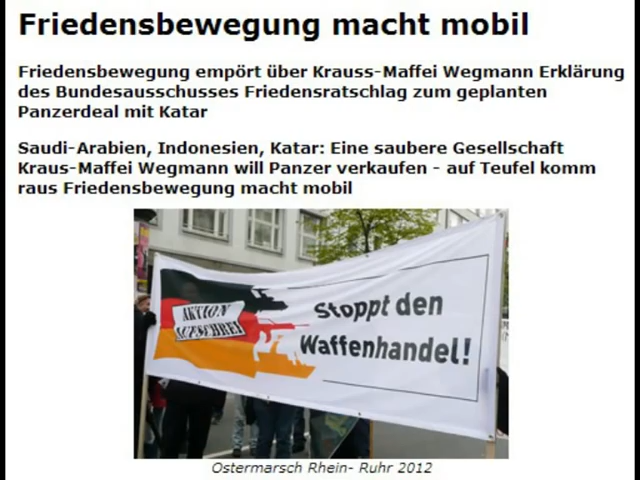 Friedensbewegung macht mobil
Friedensbewegung empört über Krauss-Maffei Wegmann Erklärung
des Bundesausschusses Friedensratschlag zum geplanten
Panzerdeal mit Katar
Saudi-Arabien, Indonesien, Katar: Eine saubere Gesellschaft
Kraus-Maffei Wegmann will Panzer verkaufen - auf Teufel komm
raus Friedensbewegung macht mobil
AKTION
AUFSCHREI
Stoppt den
Waffenhandel!
Ostermarsch Rhein- Ruhr 2012